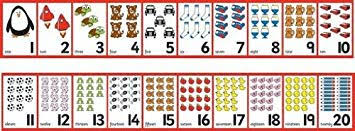 one 1 two 2 three 3 four 4 five 5 six 6 seven 7 eight 8 nine 9 ten 10
eleven 11 twelve 12 thirteen 13 fourteen 14 fifteen 15 sixteen 16 seventeen 17 eighteen 18 nineteen 19 twenty 20